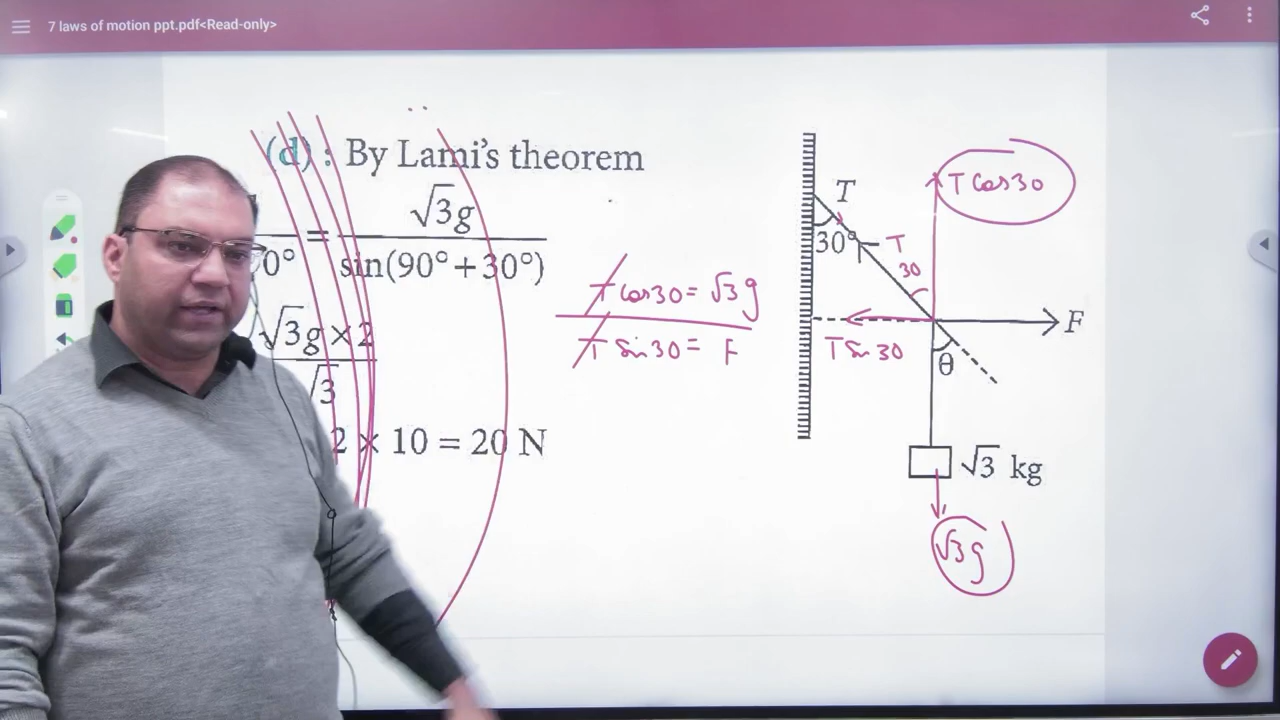 7 laws of motion ppt.pdf<Read-only>
(d) : By Lami's theorem
= √3g / sin(90° + 30°)
0°
√3g × 2
√3
2 × 10 = 20 N
T cos30 = √3g
T sin30 = F
T
30°
T
30
T cos30
T sin 30
F
θ
√3 kg
√3g